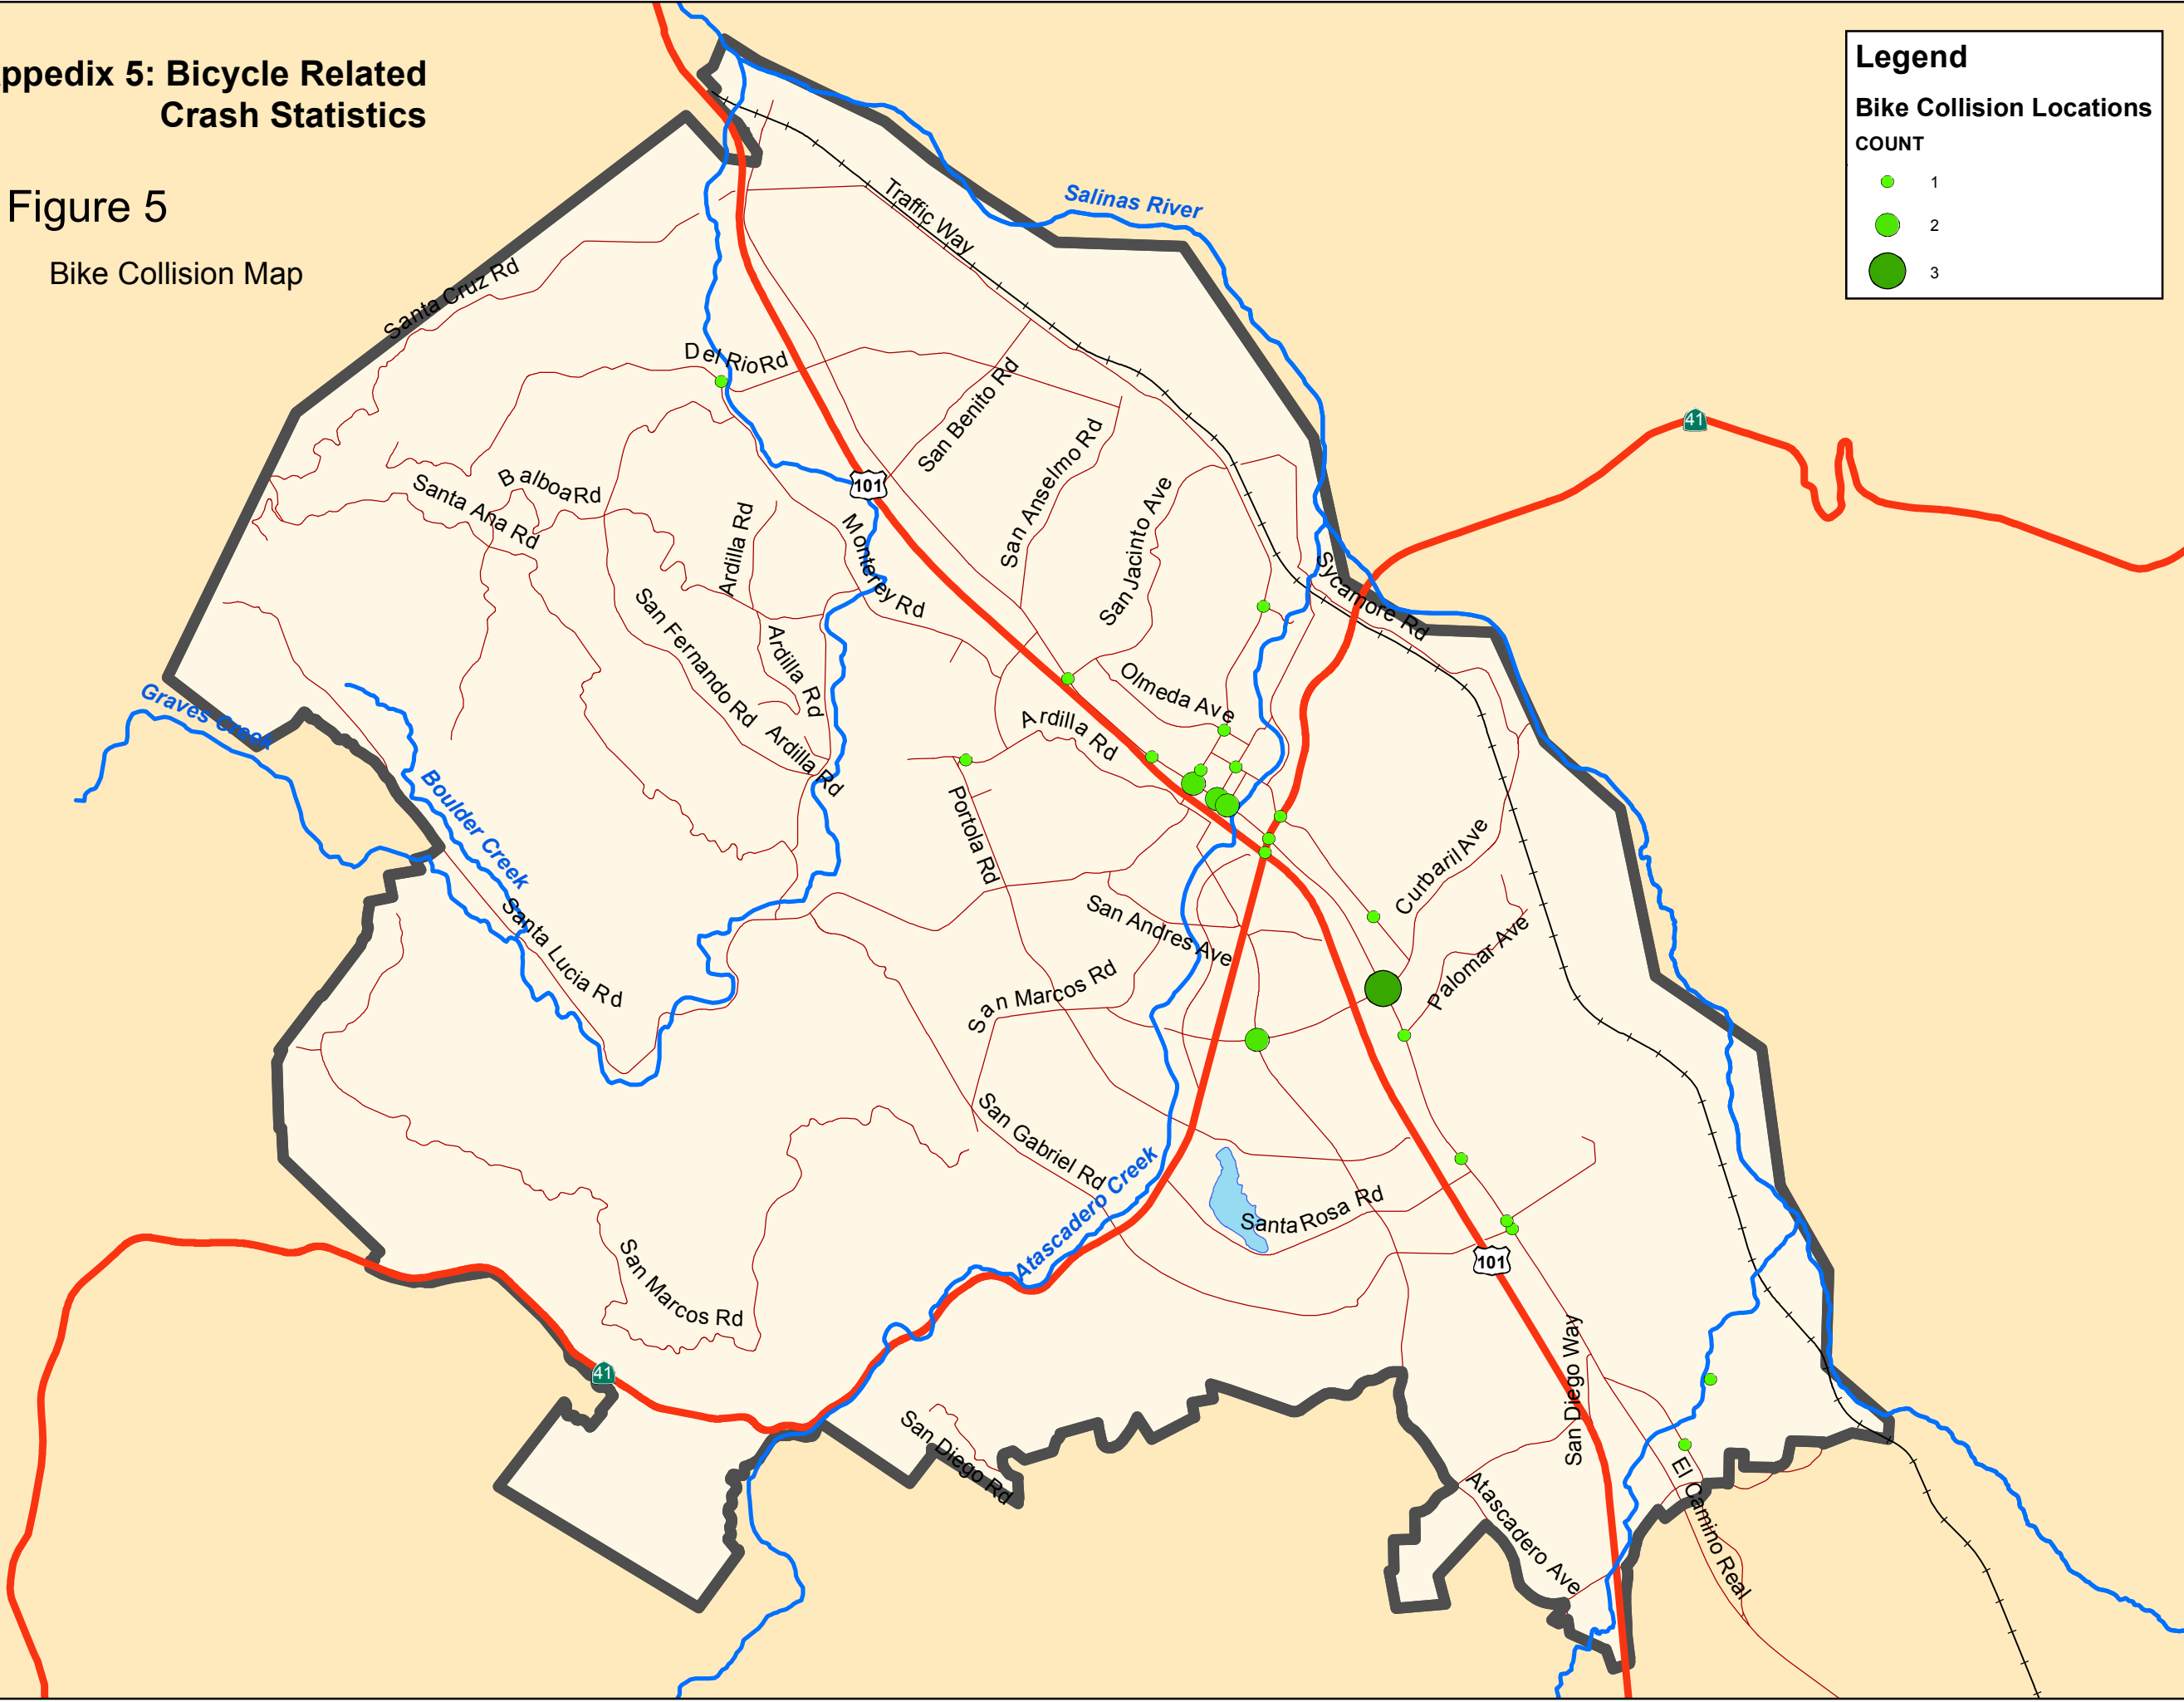 ppedix 5: Bicycle Related
Crash Statistics
Figure 5
Bike Collision Map
Legend
Bike Collision Locations
COUNT
1
2
3
Salinas River
Traffic Way
Santa Cruz Rd
Del Rio Rd
San Benito Rd
41
San Anselmo Rd
101
Balboa Rd
Santa Ana Rd
San Jacinto Ave
Ardilla Rd
Monterey Rd
Sycamore Rd
San Fernando Rd
Ardilla Rd
Olmeda Ave
Graves Creek
Ardilla Rd
Ardilla Rd
Boulder Creek
Portola Rd
Curbaril Ave
San Andres Ave
Santa Lucia Rd
Palomar Ave
San Marcos Rd
San Gabriel Rd
Atascadero Creek
Santa Rosa Rd
101
San Marcos Rd
41
San Diego Way
San Diego Rd
El Camino Real
Atascadero Ave